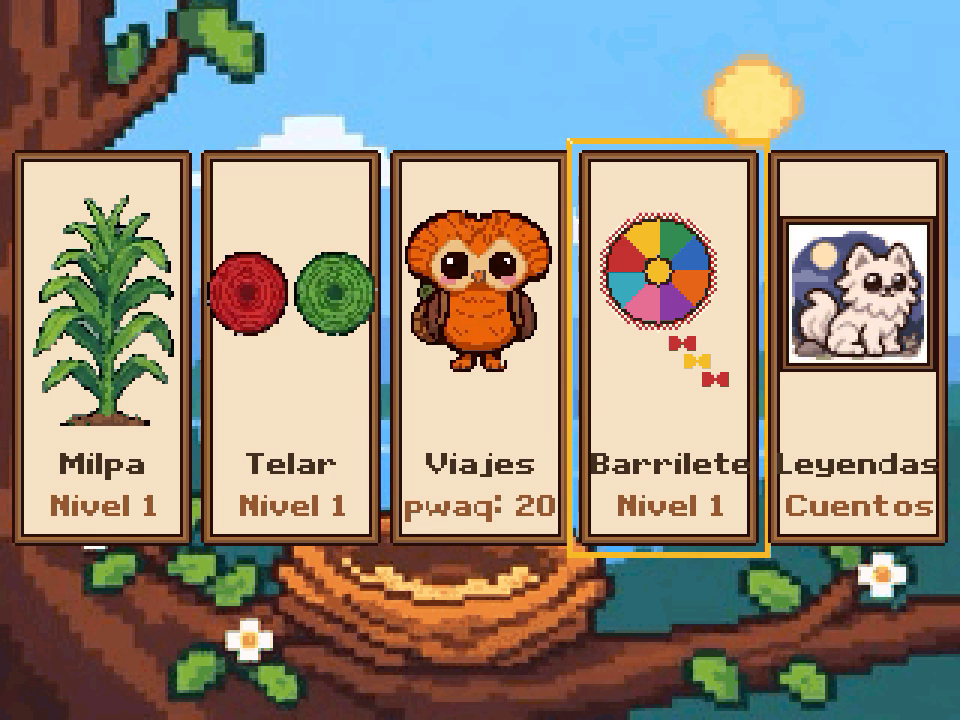 Milpa
Nivel 1
Telar
Nivel 1
Viajes
pwaq: 20
Barrilete
Nivel 1
Leyendas
Cuentos